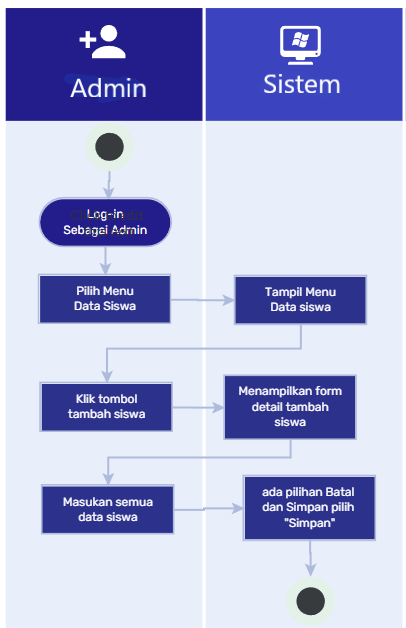 Admin
Sistem
Log-in
Sebagai Admin
Pilih Menu
Data Siswa
Tampil Menu
Data siswa
Klik tombol
tambah siswa
Menampilkan form
detail tambah
siswa
Masukan semua
data siswa
ada pilihan Batal
dan Simpan pilih
"Simpan"